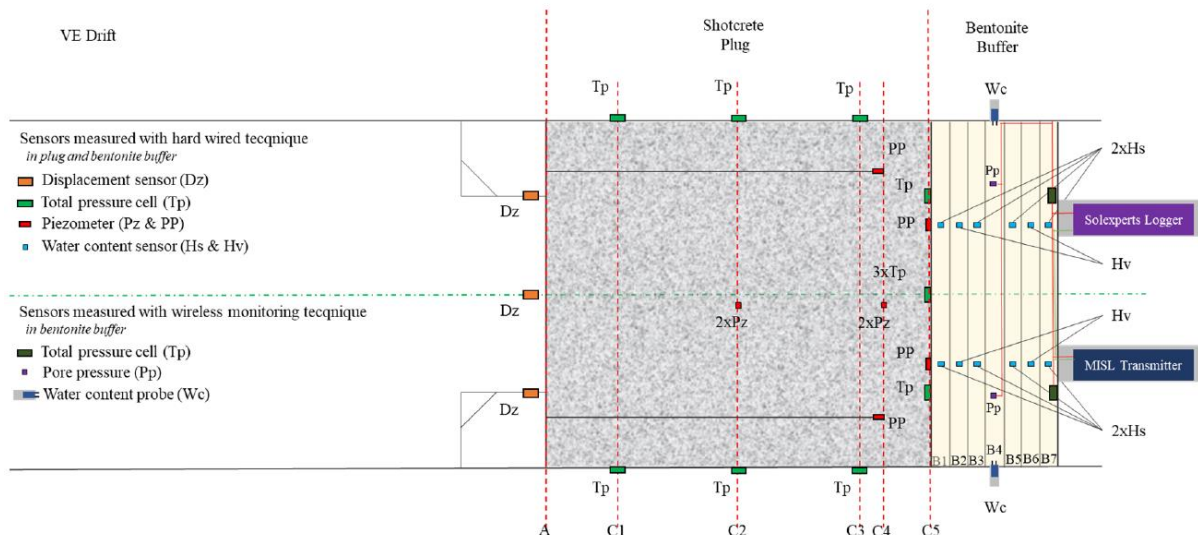 VE Drift
Shotcrete
Plug
Bentonite
Buffer
Tp
Tp
Tp
Wc
Sensors measured with hard wired tecqnique
in plug and bentonite buffer
Displacement sensor (Dz)
Total pressure cell (Tp)
Piezometer (Pz & PP)
Water content sensor (Hs & Hv)
PP
2xHs
Pp
Tp
Dz
PP
Solexperts Logger
Hv
3xTp
Dz
2xPz
2xPz
Sensors measured with wireless monitoring tecqnique
in bentonite buffer
Total pressure cell (Tp)
Pore pressure (Pp)
Water content probe (Wc)
Hv
PP
MISL Transmitter
Tp
Dz
Pp
PP
2xHs
B1 B2 B3 B4 B5 B6 B7
Tp
Tp
Tp
Wc
A
C1
C2
C3
C4
C5